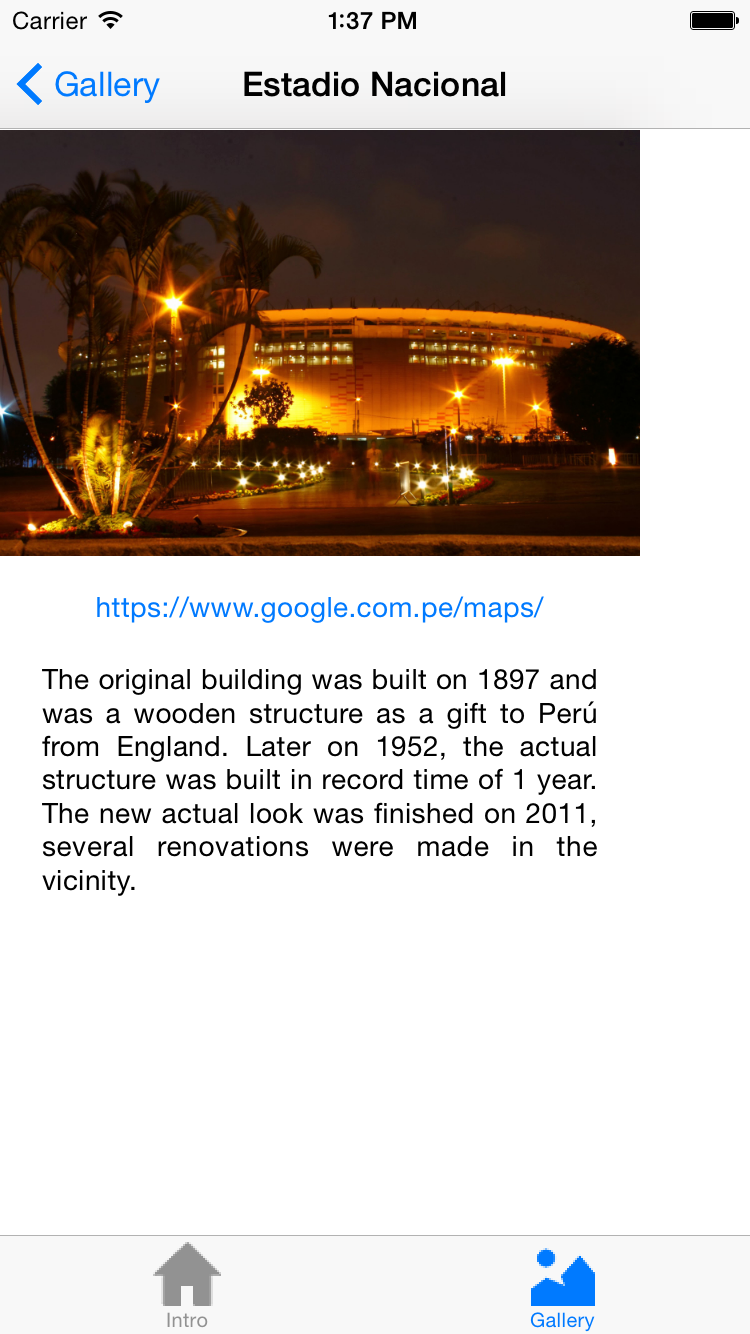 Carrier 1:37 PM
Gallery Estadio Nacional
https://www.google.com.pe/maps/
The original building was built on 1897 and
was a wooden structure as a gift to Perú
from England. Later on 1952, the actual
structure was built in record time of 1 year.
The new actual look was finished on 2011,
several renovations were made in the
vicinity.
Intro Gallery